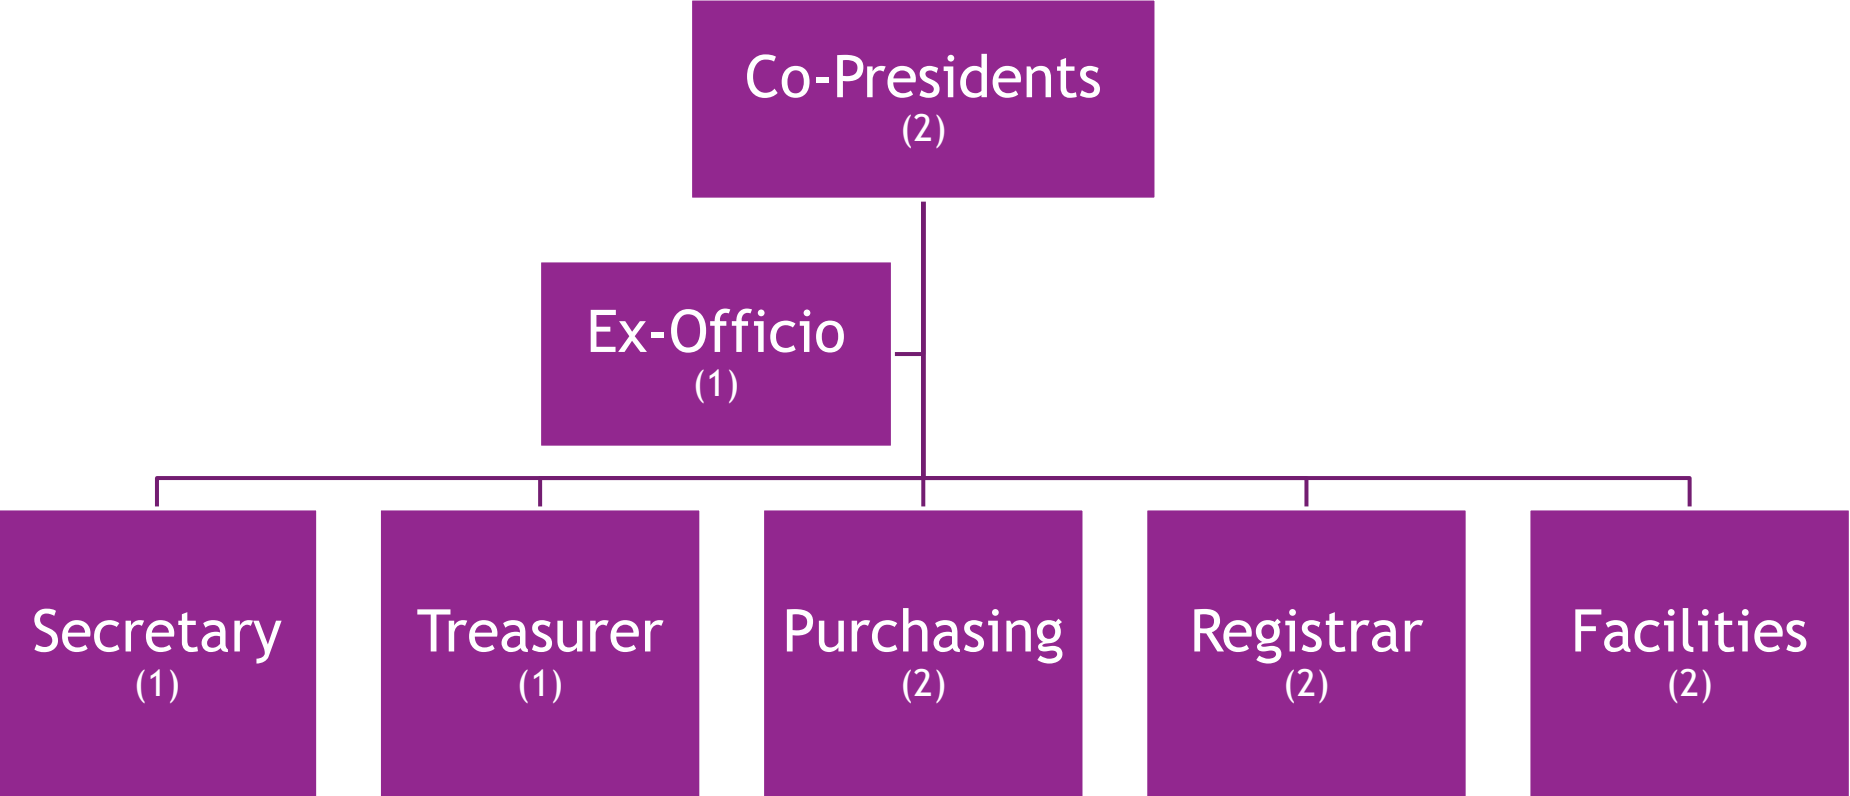 Co-Presidents
(2)
Ex-Officio
(1)
Secretary
(1)
Treasurer
(1)
Purchasing
(2)
Registrar
(2)
Facilities
(2)